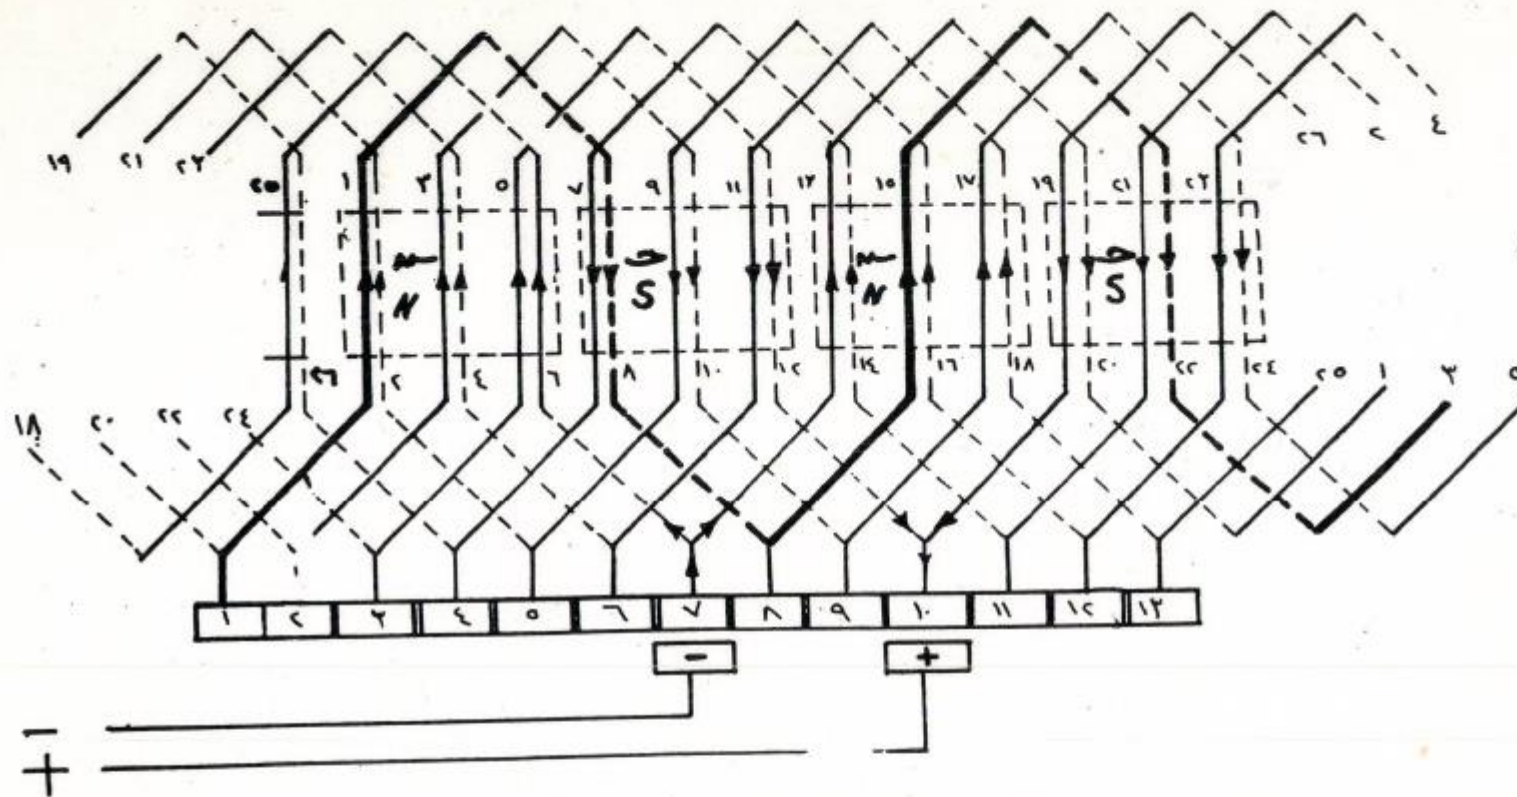 ٢٦ ٢ ٤
١٩ ٢١ ٢٣
٢٥ ١ ٣ ٥ ٧ ٩ ١١ ١٣ ١٥ ١٧ ١٩ ٢١ ٢٣
N S N S
٢٦ ٢ ٤ ٦ ٨ ١٠ ١٢ ١٤ ١٦ ١٨ ٢٠ ٢٢ ٢٤
٢٥ ١ ٣ ٥
١٨ ٢٠ ٢٢ ٢٤
١ ٢ ٣ ٤ ٥ ٦ ٧ ٨ ٩ ١٠ ١١ ١٢ ١٣
- +
-
+